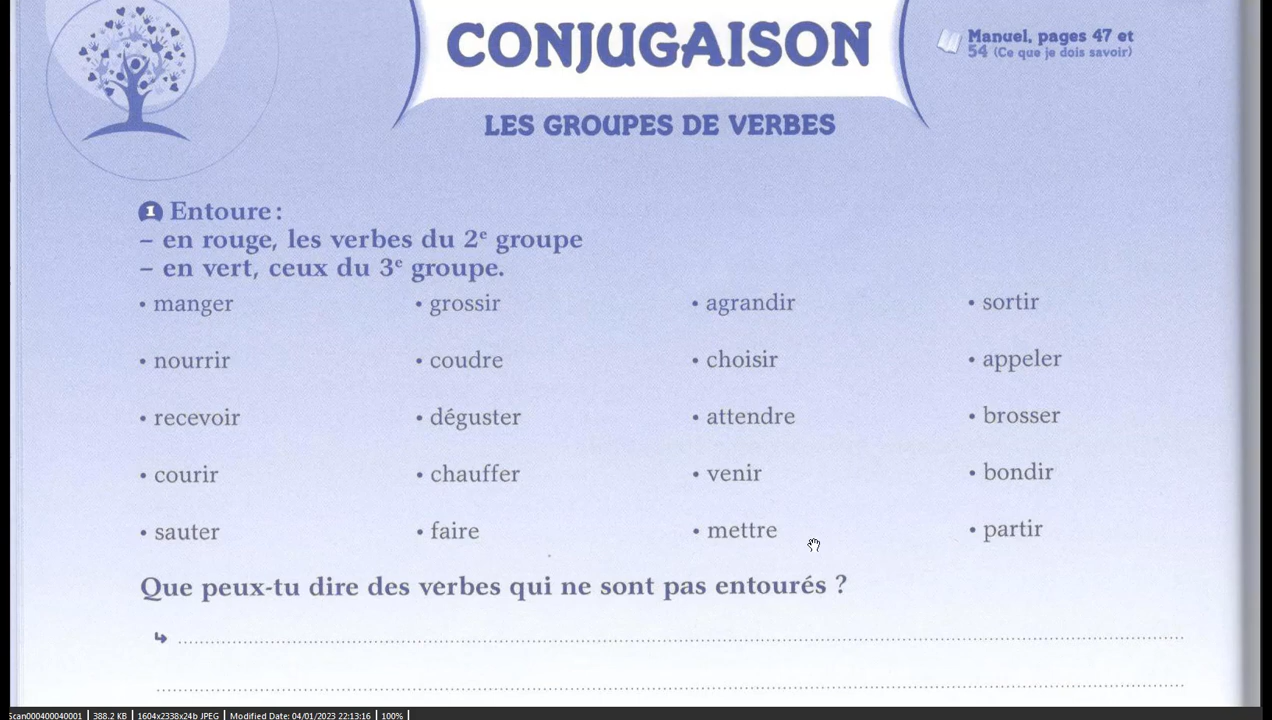 CONJUGAISON
Manuel, pages 47 et
54 (Ce que je dois savoir)
LES GROUPES DE VERBES
1 Entoure :
– en rouge, les verbes du 2e groupe
– en vert, ceux du 3e groupe.
• manger • grossir • agrandir • sortir
• nourrir • coudre • choisir • appeler
• recevoir • déguster • attendre • brosser
• courir • chauffer • venir • bondir
• sauter • faire • mettre • partir
Que peux-tu dire des verbes qui ne sont pas entourés ?
Scan000400040001 | 388.2 KB | 1604x2338x24b JPEG | Modified Date: 04/01/2023 22:13:16 | 100% |